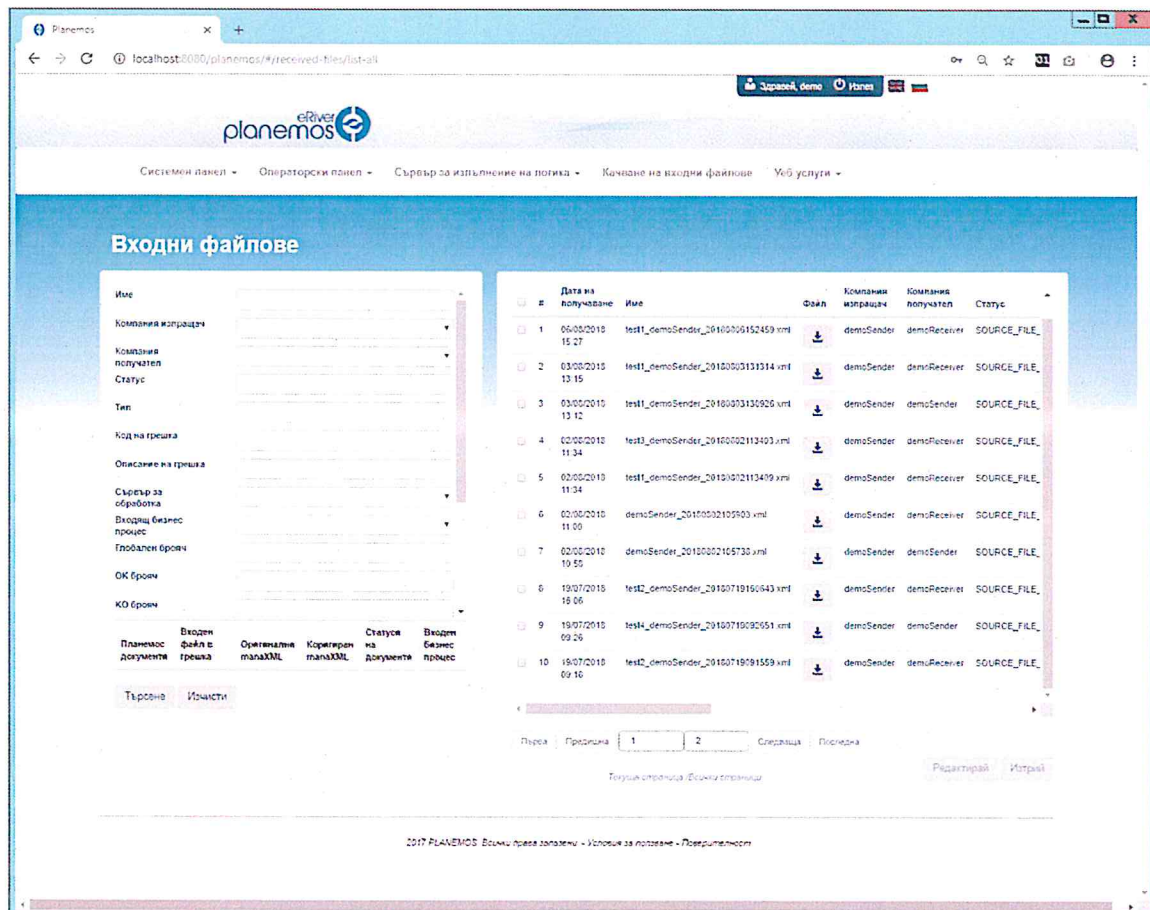 Planemos
localhost:8080/planemos/#/received-files/list-all
31
Здравей, demo Излез
eRiver
planemos
Системен панел Операторски панел Сървър за изпълнение на логика Качване на входни файлове Уеб услуги
Входни файлове
Име
Компания изпращач
Компания
получател
Статус
Тип
Код на грешка
Описание на грешка
Сървър за
обработка
Входящ бизнес
процес
Глобален брояч
ОК брояч
КО брояч
Планемос
документи
Входен
файл в
грешка
Оригинални
manaXML
Коригиран
manaXML
Статуси
на
документи
Входен
бизнес
процес
Търсене Изчисти
# Дата на получаване Име Файл Компания изпращач Компания получател Статус
1 06/08/2018 15:27 test1_demoSender_20180806152459.xml demoSender demoReceiver SOURCE_FILE_
2 03/08/2018 13:15 test1_demoSender_20180803131314.xml demoSender demoReceiver SOURCE_FILE_
3 03/08/2018 13:12 test1_demoSender_20180803130926.xml demoSender demoSender SOURCE_FILE_
4 02/08/2018 11:34 test3_demoSender_20180802113403.xml demoSender demoReceiver SOURCE_FILE_
5 02/08/2018 11:34 test1_demoSender_20180802113409.xml demoSender demoReceiver SOURCE_FILE_
6 02/08/2018 11:00 demoSender_20180802105903.xml demoSender demoReceiver SOURCE_FILE_
7 02/08/2018 10:58 demoSender_20180802105738.xml demoSender demoSender SOURCE_FILE_
8 19/07/2018 16:06 test2_demoSender_20180719160643.xml demoSender demoReceiver SOURCE_FILE_
9 19/07/2018 09:26 test4_demoSender_20180719092651.xml demoSender demoSender SOURCE_FILE_
10 19/07/2018 09:16 test2_demoSender_20180719091559.xml demoSender demoReceiver SOURCE_FILE_
Първа Предишна 1 2 Следваща Последна
Текуща страница /Всички страници
Редактирай Изтрий
2017 PLANEMOS. Всички права запазени. - Условия за ползване - Поверителност